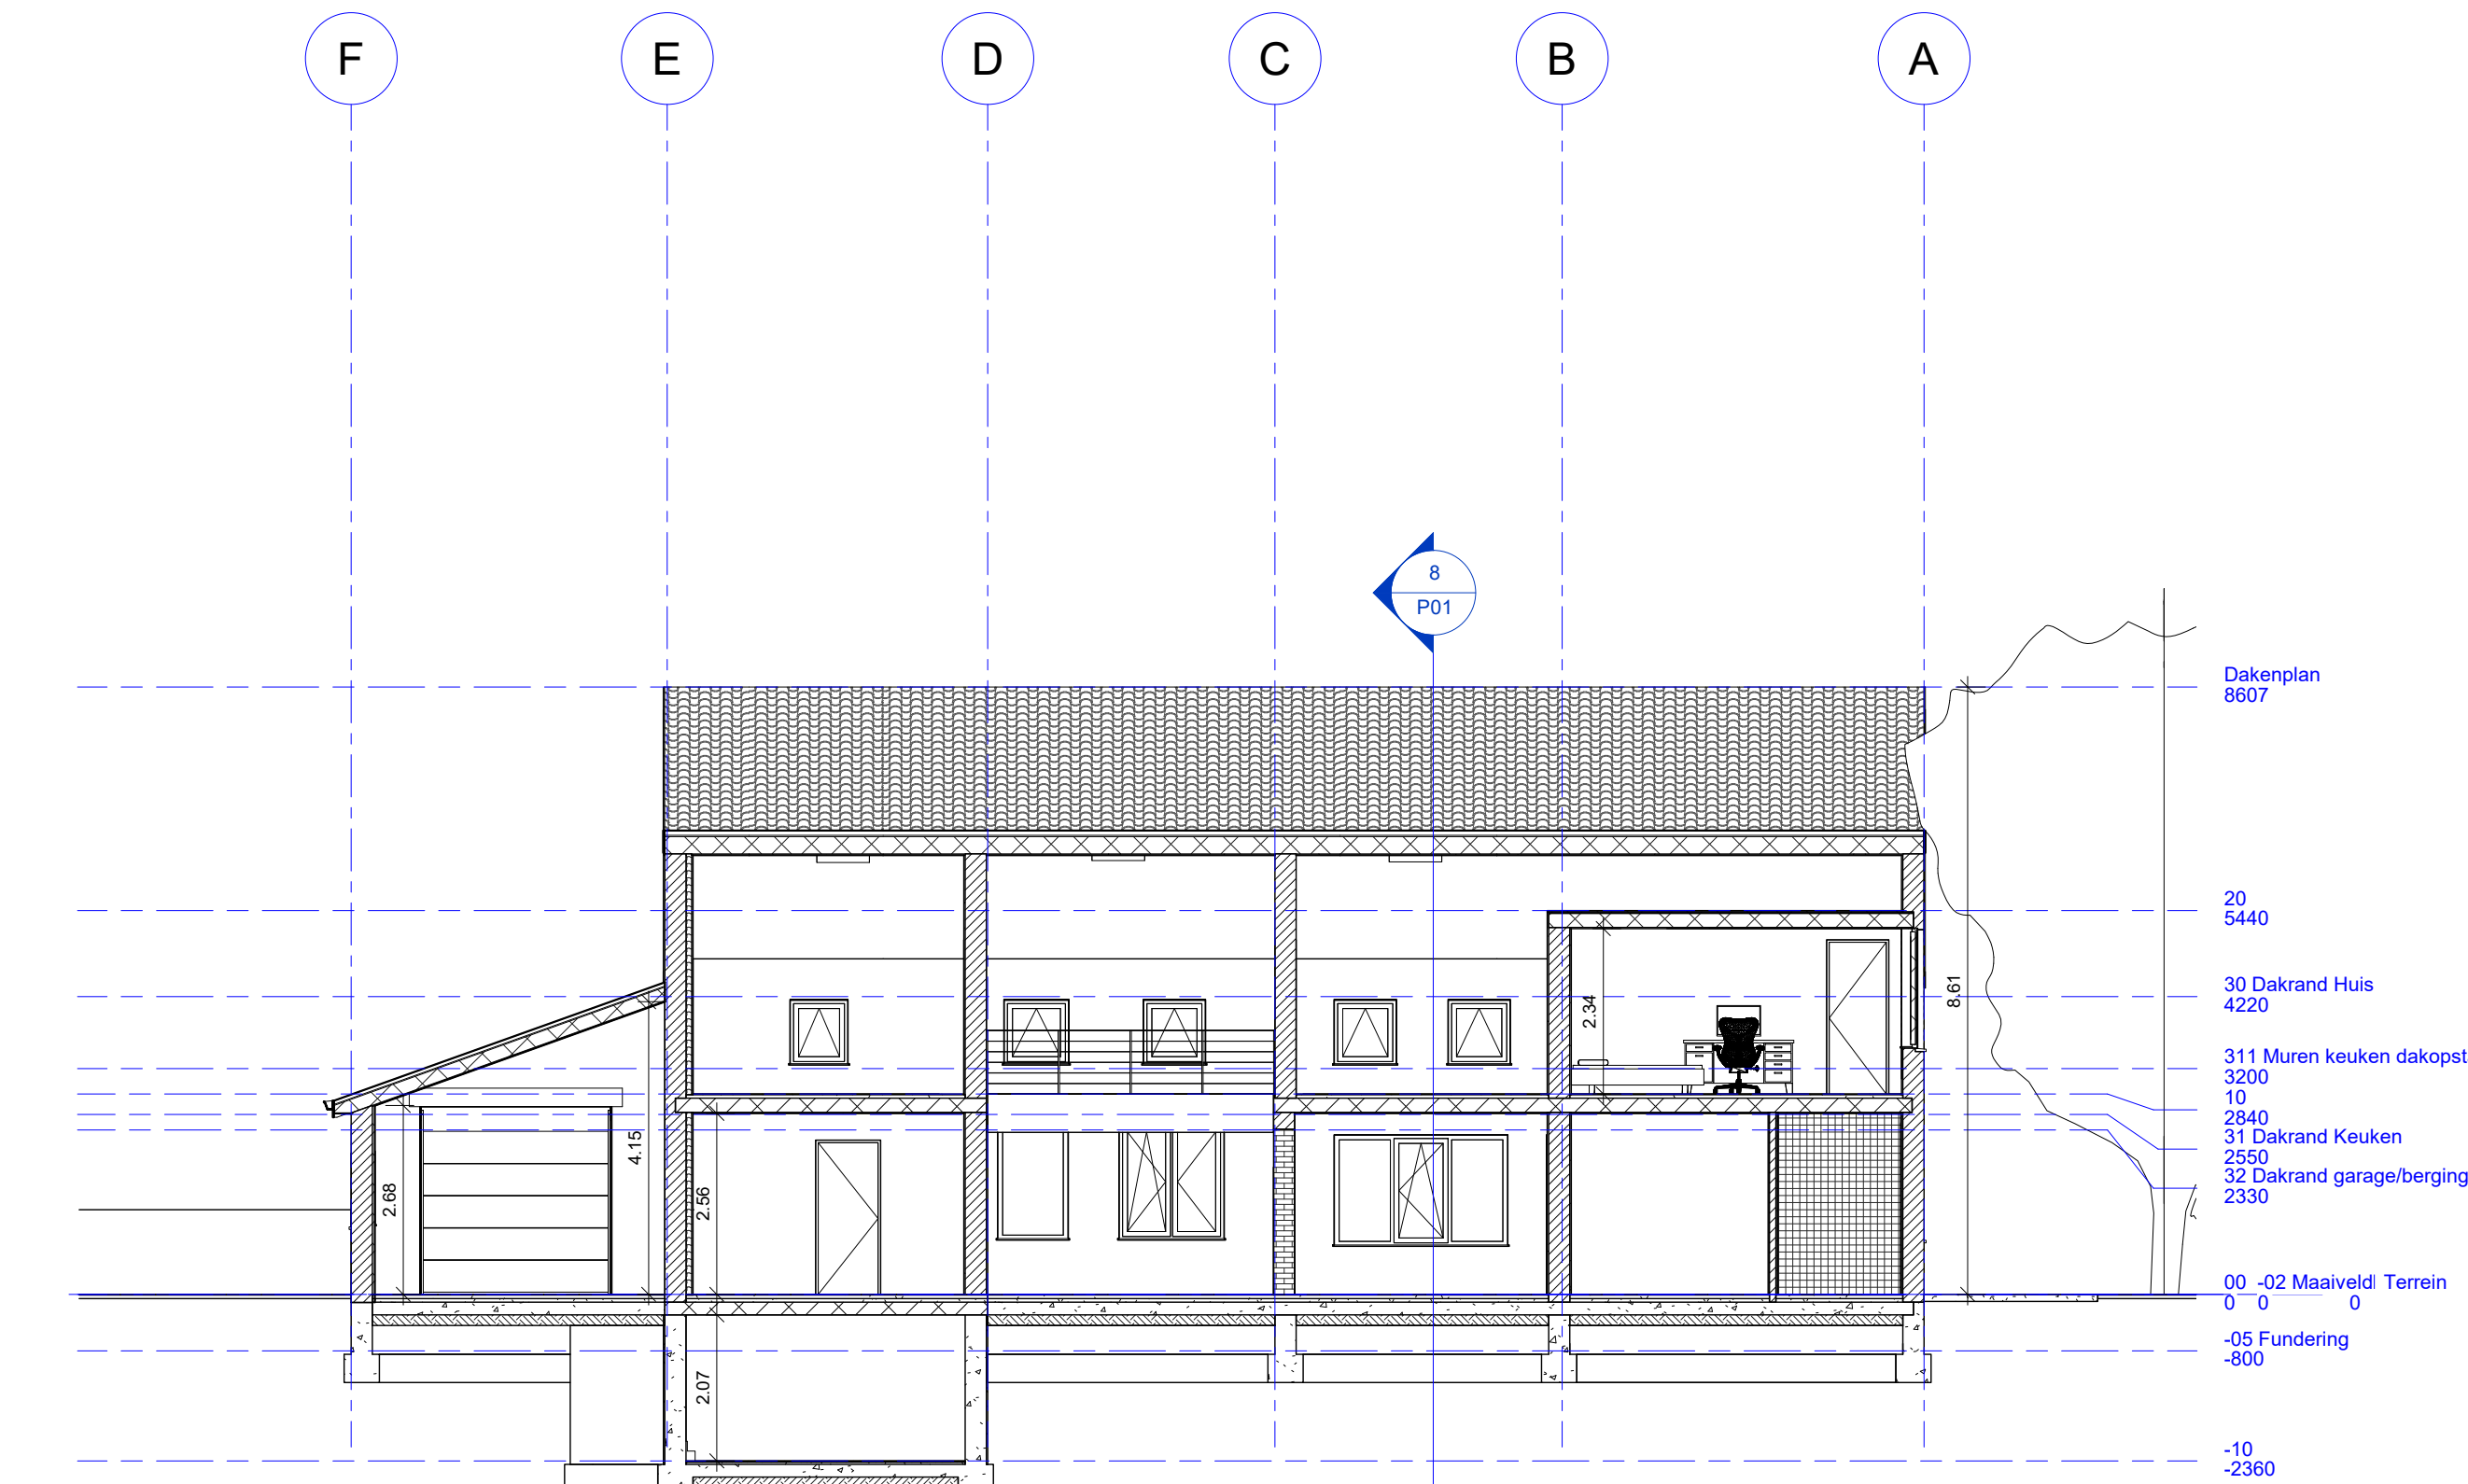 F E D C B A
8
P01
Dakenplan
8607
20
5440
30 Dakrand Huis
4220
8.61
2.34
311 Muren keuken dakopst
3200
10
2840
31 Dakrand Keuken
2550
32 Dakrand garage/berging
2330
4.15
2.68
2.56
00 -02 Maaiveld Terrein
0 0 0
-05 Fundering
-800
2.07
-10
-2360